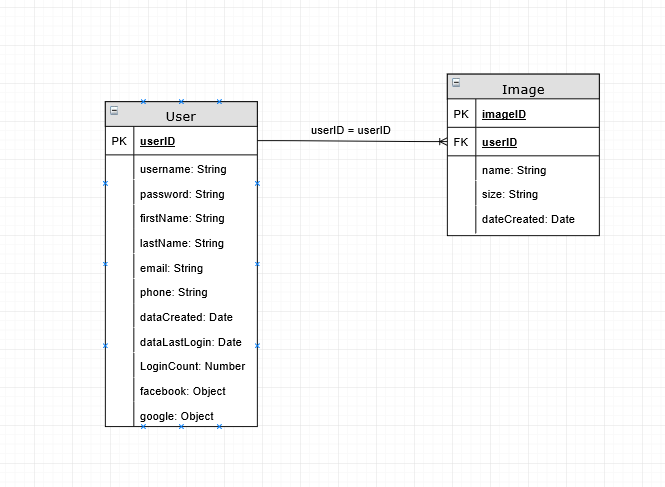 User
PK userID
username: String
password: String
firstName: String
lastName: String
email: String
phone: String
dataCreated: Date
dataLastLogin: Date
LoginCount: Number
facebook: Object
google: Object
userID = userID
Image
PK imageID
FK userID
name: String
size: String
dateCreated: Date